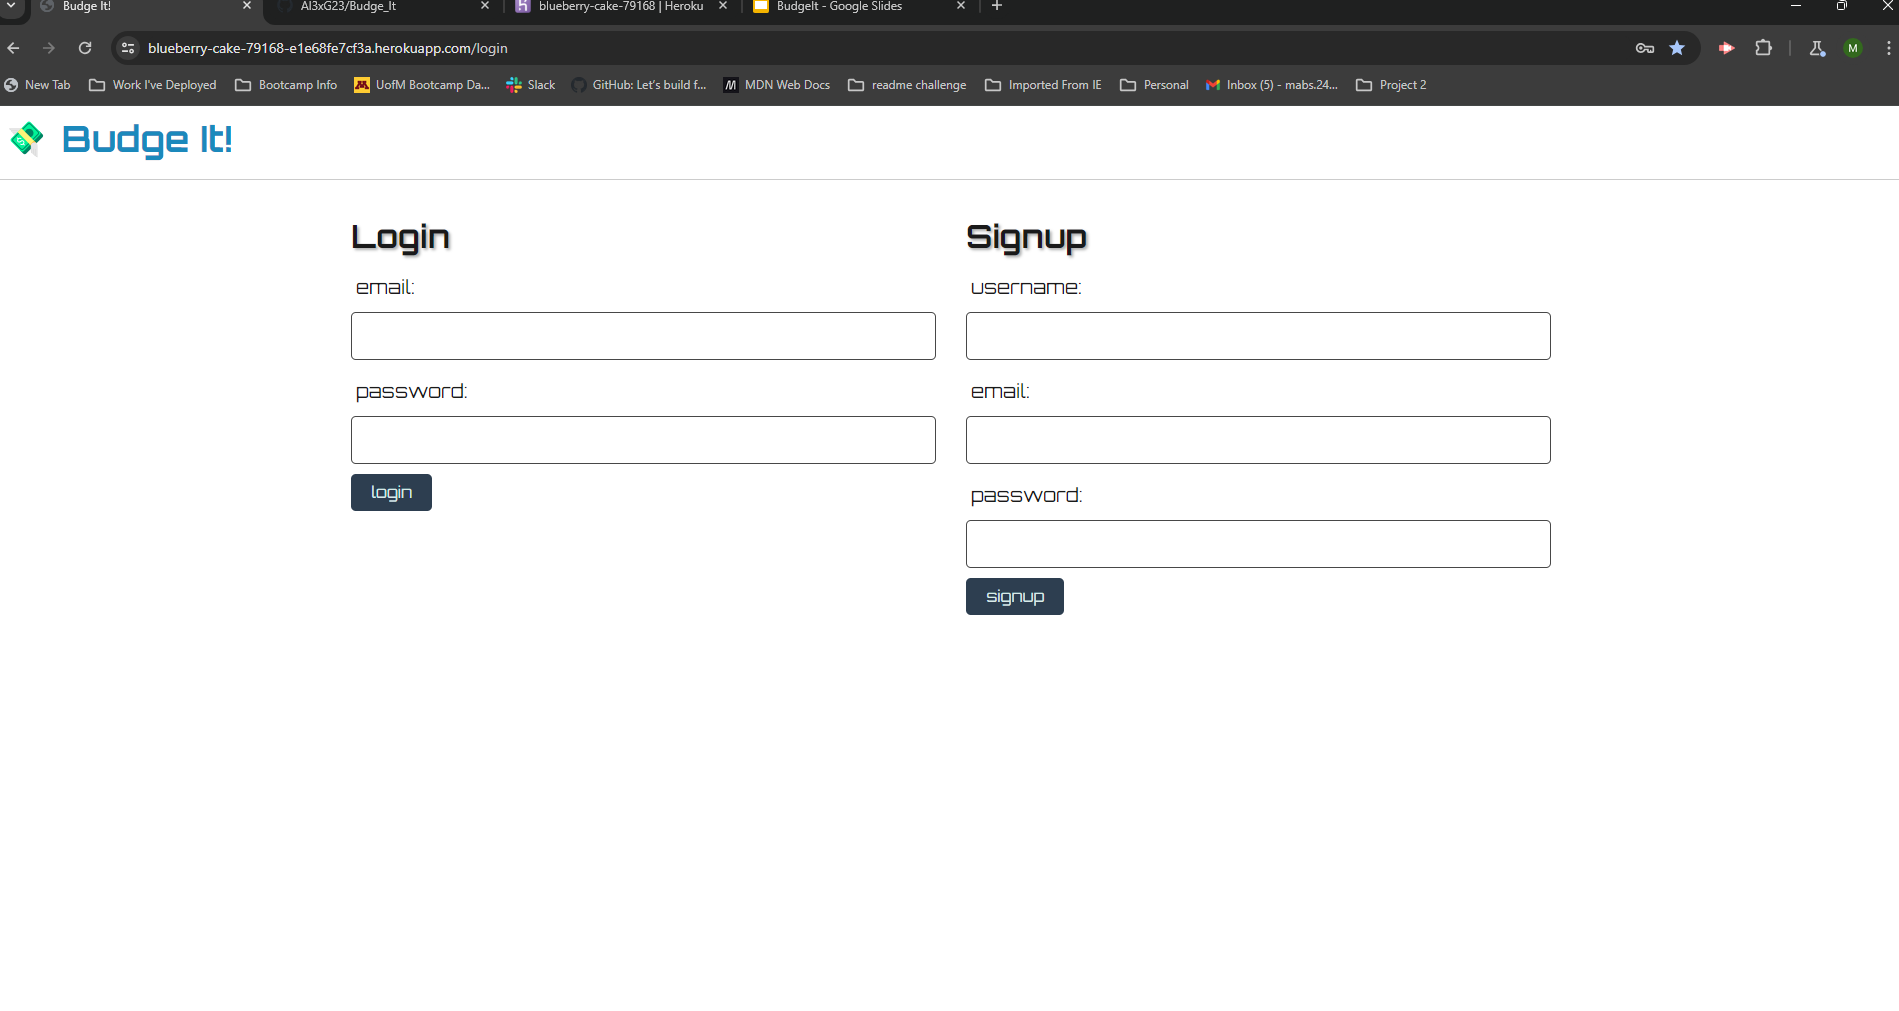 Budge It!
Al3xG23/Budge_It
blueberry-cake-79168 | Heroku
BudgeIt - Google Slides
blueberry-cake-79168-e1e68fe7cf3a.herokuapp.com/login
M
New Tab
Work I've Deployed
Bootcamp Info
UofM Bootcamp Da...
Slack
GitHub: Let's build f...
MDN Web Docs
readme challenge
Imported From IE
Personal
Inbox (5) - mabs.24...
Project 2
Budge It!
Login
email:
password:
login
Signup
username:
email:
password:
signup